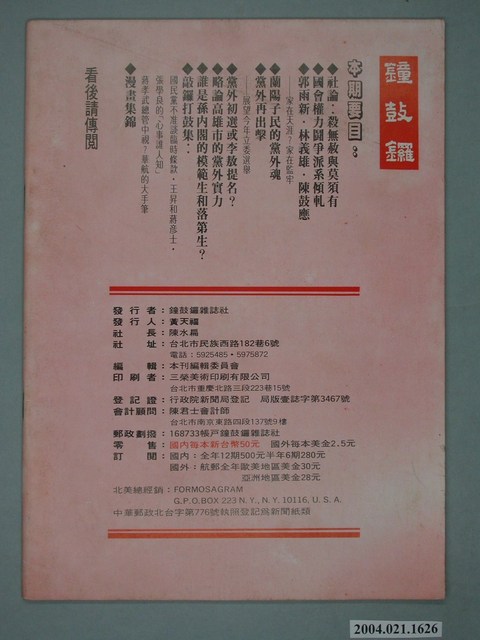 鐘鼓鑼
本期要目：
◆社論：殺無赦與莫須有
◆國會權力鬪爭派系傾軋
◆郭雨新．林義雄．陳鼓應
——家在天涯？家在監牢
◆蘭陽子民的黨外魂
◆黨外再出擊
——展望今年立委選舉
◆黨外初選或李敖提名？
◆略論高雄市的黨外實力
◆誰是孫內閣的模範生和落第生？
◆敲鑼打鼓集：
國民黨不准談臨時條款．王昇和蔣彥士．
張學良的「心事誰人知」
蔣孝武總管中視？華航的大手筆
◆漫畫集錦
看後請傳閱
發行者：鐘鼓鑼雜誌社
發行人：黃天福
社長：陳水扁
社址：台北市民族西路182巷6號
電話：5925485・5975872
編輯：本刊編輯委員會
印刷者：三榮美術印刷有限公司
台北市重慶北路三段223巷15號
登記證：行政院新聞局登記 局版壹誌字第3467號
會計顧問：陳君士會計師
台北市南京東路四段137號9樓
郵政劃撥：168733帳戶鐘鼓鑼雜誌社
零售：國內每本新台幣50元 國外每本美金2.5元
訂閱：國內：全年12期500元半年6期280元
國外：航郵全年歐美地區美金30元
亞洲地區美金28元
北美總經銷：FORMOSAGRAM
G.P.O.BOX 223 N.Y., N.Y. 10116, U.S.A.
中華郵政北台字第776號執照登記爲新聞紙類
2004.021.1626